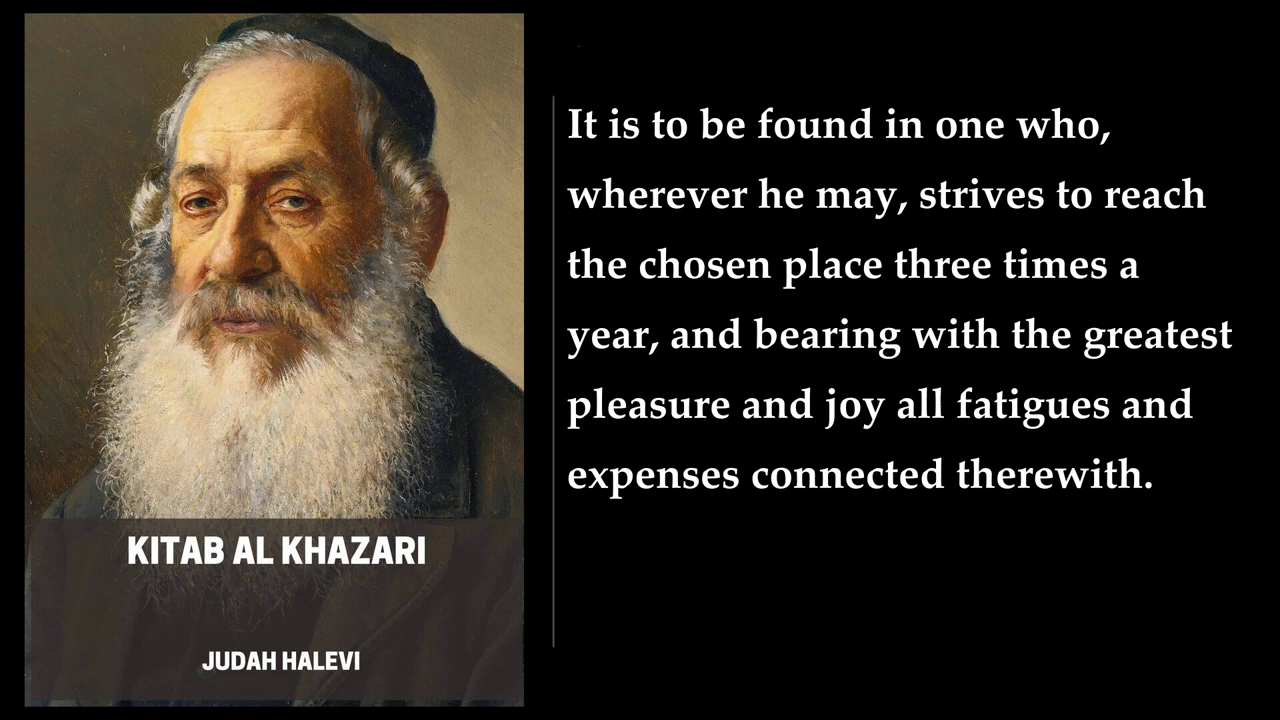 KITAB AL KHAZARI
JUDAH HALEVI
It is to be found in one who,
wherever he may, strives to reach
the chosen place three times a
year, and bearing with the greatest
pleasure and joy all fatigues and
expenses connected therewith.